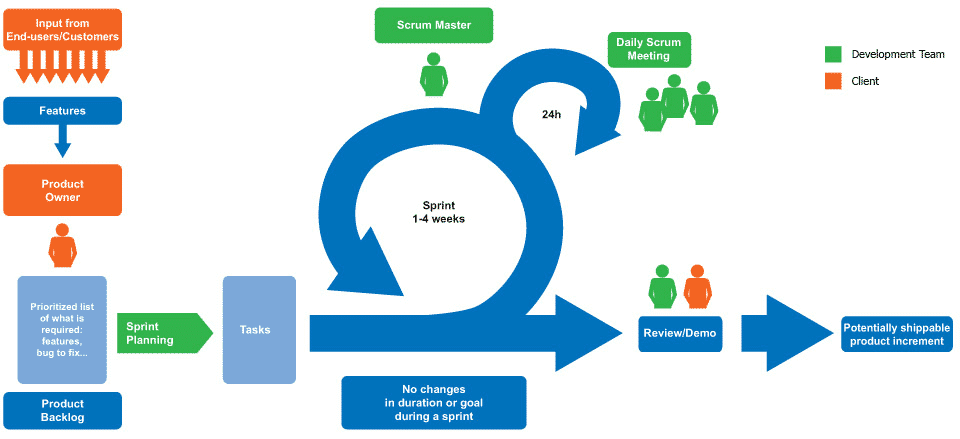 Input from
End-users/Customers
Features
Product
Owner
Prioritized list
of what is
required:
features,
bug to fix...
Product
Backlog
Sprint
Planning
Tasks
Scrum Master
Sprint
1-4 weeks
24h
Daily Scrum
Meeting
No changes
in duration or goal
during a sprint
Review/Demo
Potentially shippable
product increment
Development Team
Client